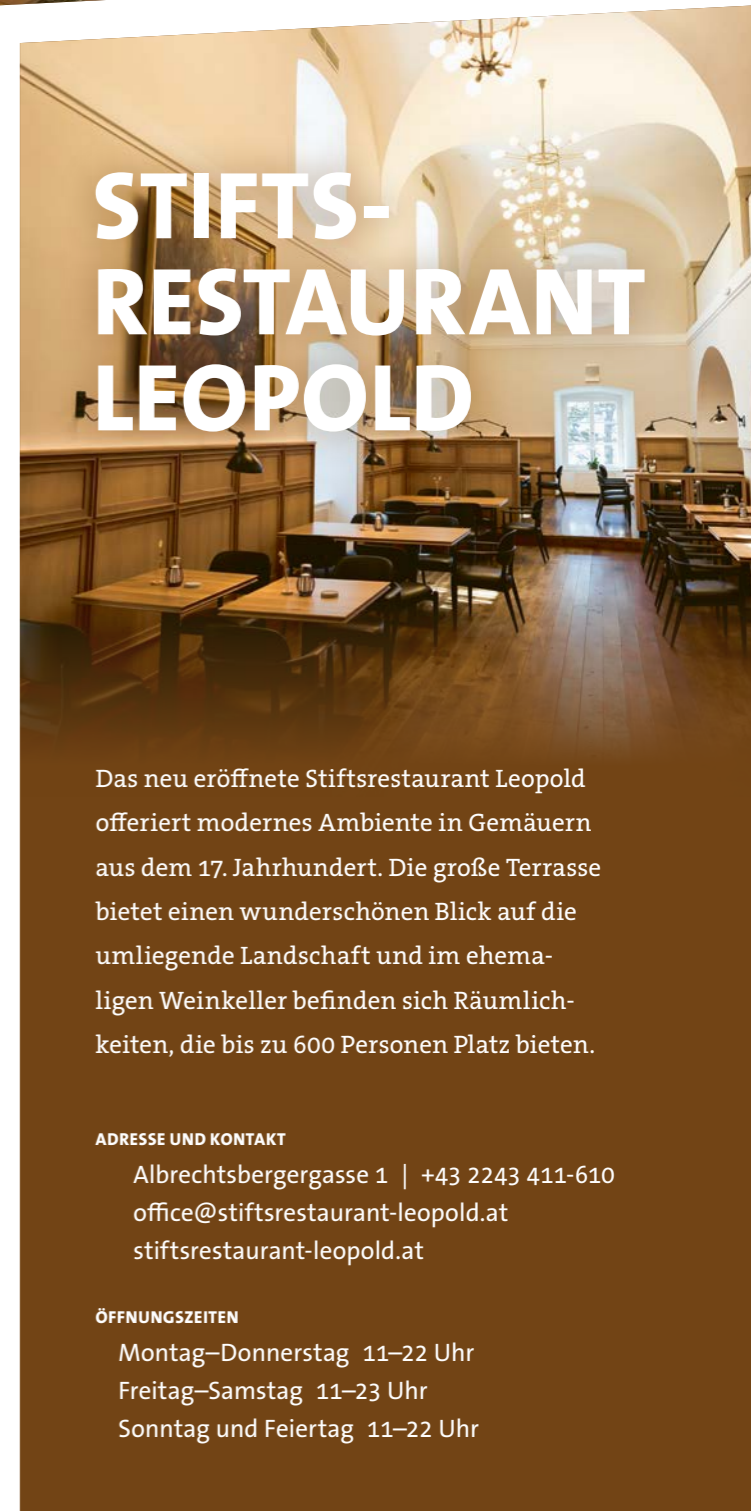 STIFTS-
RESTAURANT
LEOPOLD
Das neu eröffnete Stiftsrestaurant Leopold
offeriert modernes Ambiente in Gemäuern
aus dem 17. Jahrhundert. Die große Terrasse
bietet einen wunderschönen Blick auf die
umliegende Landschaft und im ehema-
ligen Weinkeller befinden sich Räumlich-
keiten, die bis zu 600 Personen Platz bieten.
ADRESSE UND KONTAKT
Albrechtsbergergasse 1 | +43 2243 411-610
office@stiftsrestaurant-leopold.at
stiftsrestaurant-leopold.at
ÖFFNUNGSZEITEN
Montag–Donnerstag 11–22 Uhr
Freitag–Samstag 11–23 Uhr
Sonntag und Feiertag 11–22 Uhr